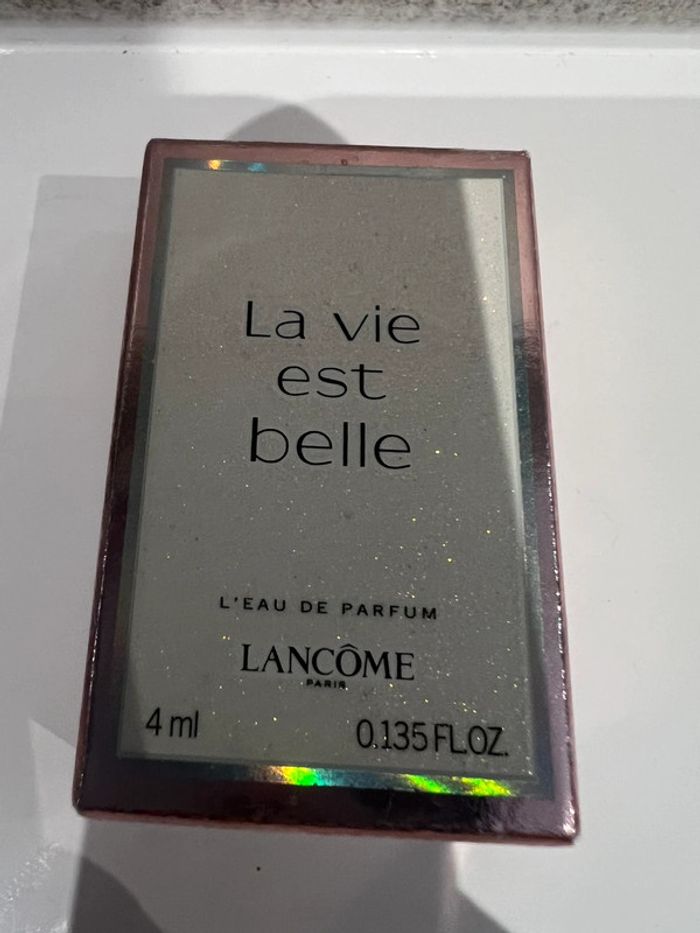 La vie
est
belle
L'EAU DE PARFUM
LANCÔME
PARIS
4 ml 0.135 FL.OZ.